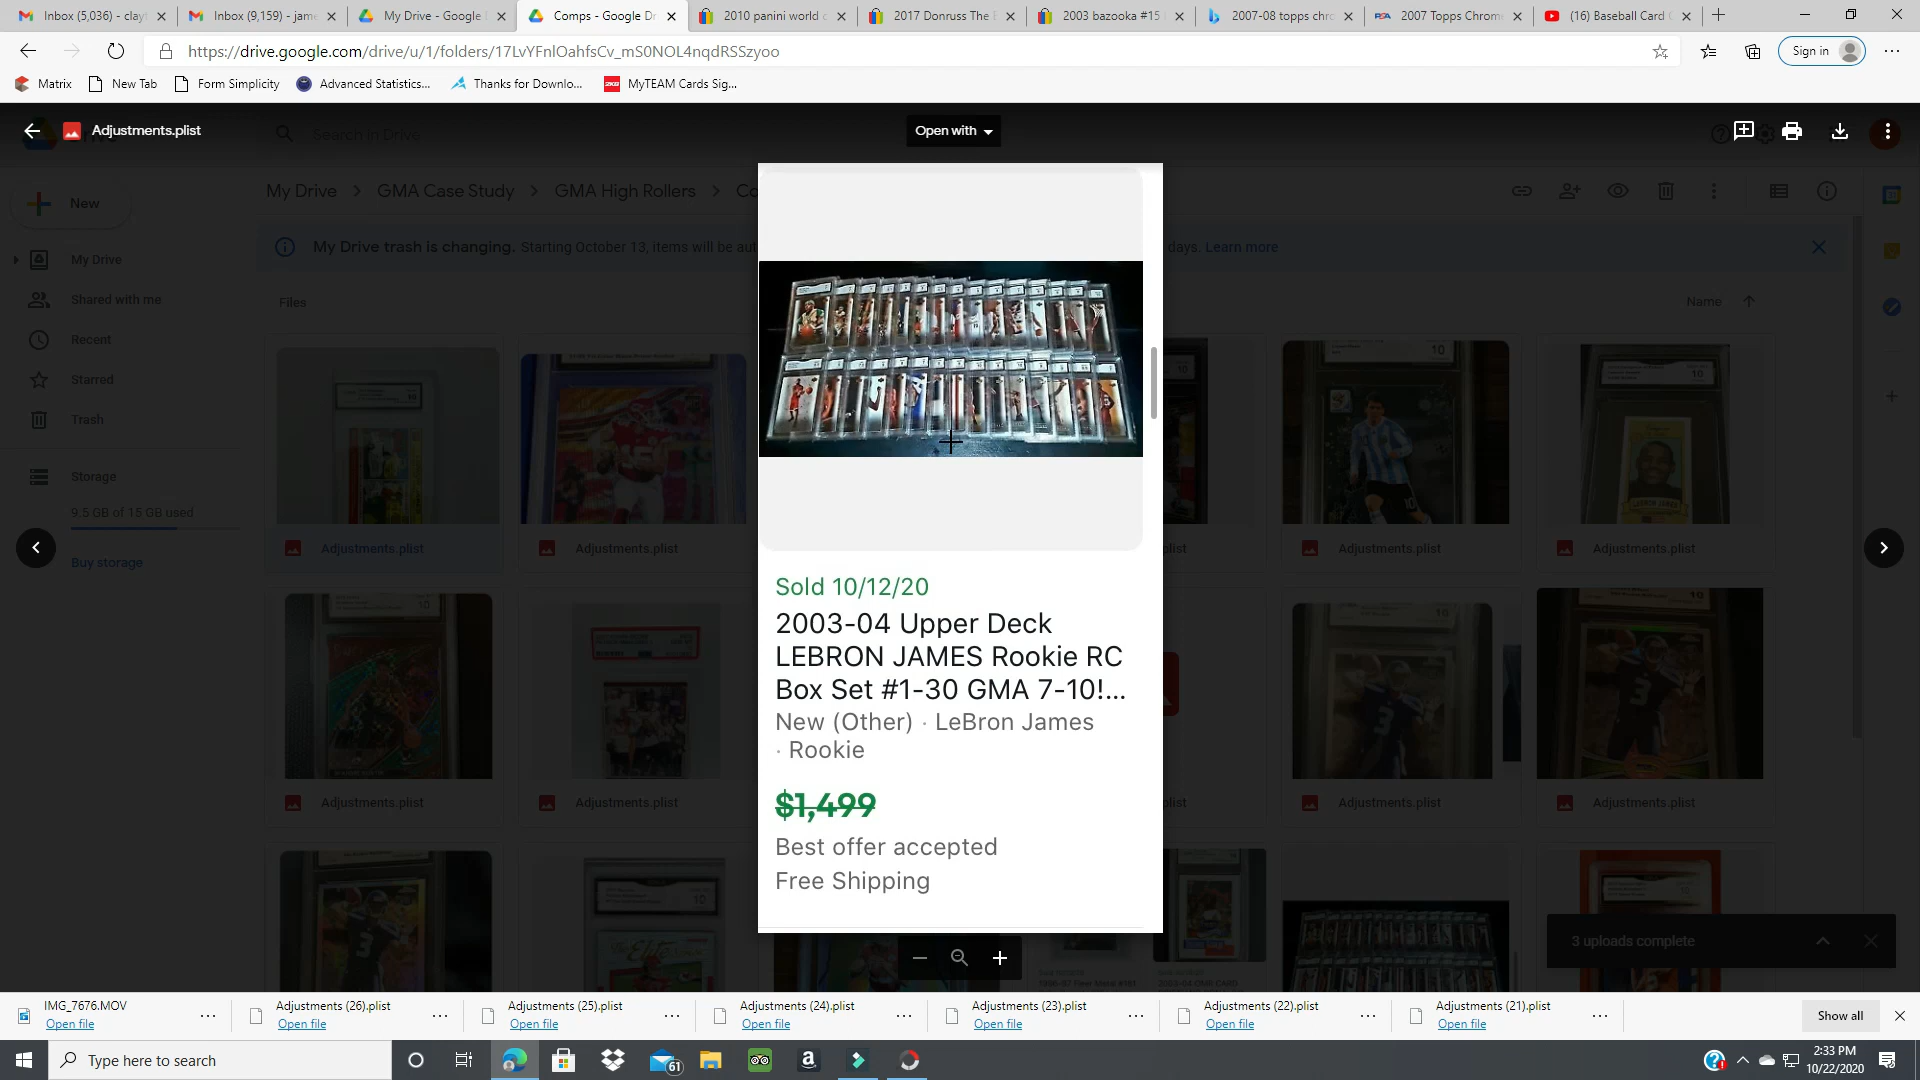 Inbox (5,036) - clay
Inbox (9,159) - jame
My Drive - Google
Comps - Google Dr
2010 panini world c
2017 Donruss The E
2003 bazooka #15
2007-08 topps chr
2007 Topps Chrom
(16) Baseball Card
https://drive.google.com/drive/u/1/folders/17LvYFnlOahfsCv_mS0NOL4nqdRSSzyoo
Sign in
Matrix
New Tab
Form Simplicity
Advanced Statistics...
Thanks for Downlo...
MyTEAM Cards Sig...
Adjustments.plist
Search in Drive
Open with
New
My Drive
GMA Case Study
GMA High Rollers
Co
My Drive trash is changing. Starting October 13, items will be aut
days. Learn more
My Drive
Shared with me
Recent
Starred
Trash
Storage
9.5 GB of 15 GB used
Buy storage
Files
Name
Adjustments.plist
Adjustments.plist
plist
Adjustments.plist
Adjustments.plist
Adjustments.plist
Adjustments.plist
plist
Adjustments.plist
Adjustments.plist
Sold 10/12/20
2003-04 Upper Deck
LEBRON JAMES Rookie RC
Box Set #1-30 GMA 7-10!...
New (Other) · LeBron James
· Rookie
$1,499
Best offer accepted
Free Shipping
3 uploads complete
IMG_7676.MOV
Open file
Adjustments (26).plist
Open file
Adjustments (25).plist
Open file
Adjustments (24).plist
Open file
Adjustments (23).plist
Open file
Adjustments (22).plist
Open file
Adjustments (21).plist
Open file
Show all
Type here to search
61
2:33 PM
10/22/2020